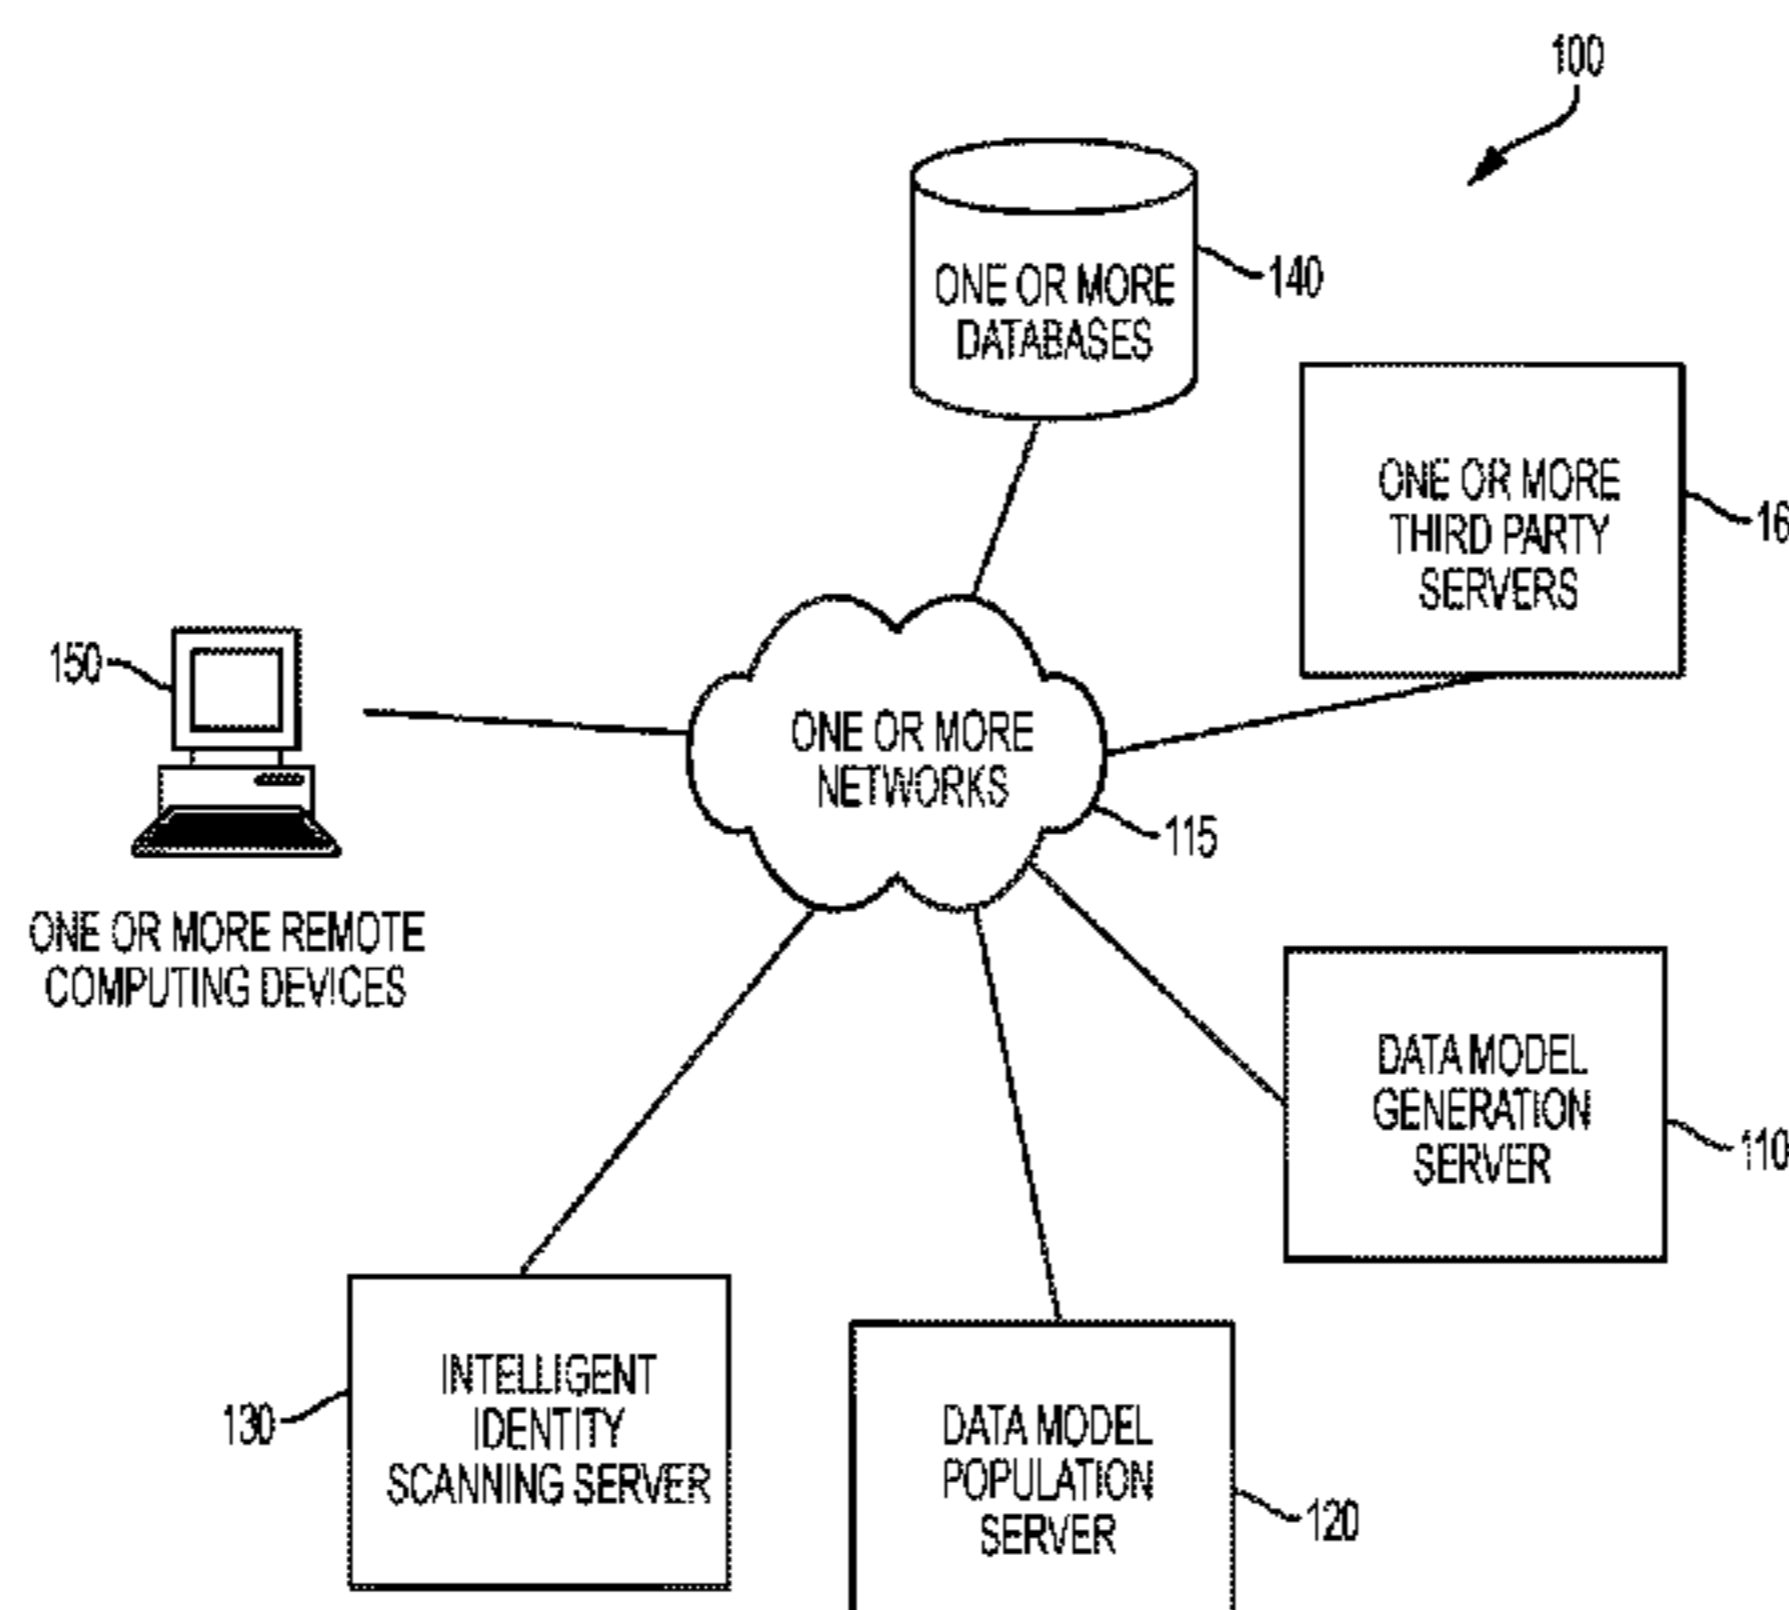 100
ONE OR MORE
DATABASES
140
ONE OR MORE
THIRD PARTY
SERVERS
16
150
ONE OR MORE
NETWORKS
115
ONE OR MORE REMOTE
COMPUTING DEVICES
DATA MODEL
GENERATION
SERVER
110
INTELLIGENT
IDENTITY
SCANNING SERVER
130
DATA MODEL
POPULATION
SERVER
120